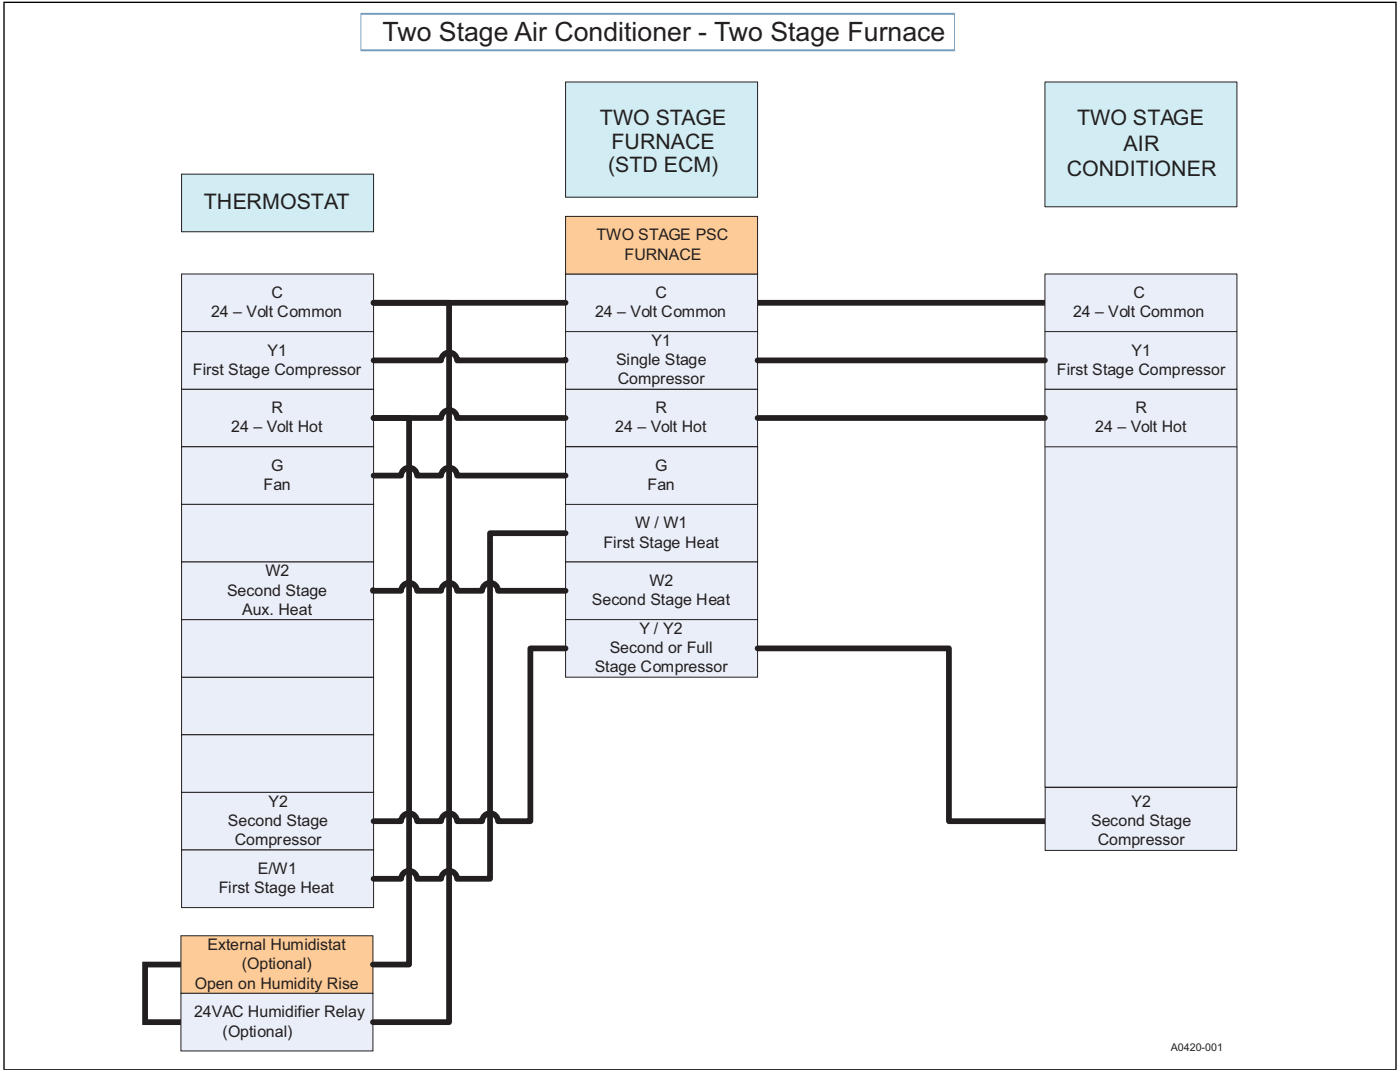 Two Stage Air Conditioner - Two Stage Furnace
THERMOSTAT
C
24 – Volt Common
Y1
First Stage Compressor
R
24 – Volt Hot
G
Fan
W2
Second Stage
Aux. Heat
Y2
Second Stage
Compressor
E/W1
First Stage Heat
External Humidistat
(Optional)
Open on Humidity Rise
24VAC Humidifier Relay
(Optional)
TWO STAGE
FURNACE
(STD ECM)
TWO STAGE PSC
FURNACE
C
24 – Volt Common
Y1
Single Stage
Compressor
R
24 – Volt Hot
G
Fan
W / W1
First Stage Heat
W2
Second Stage Heat
Y / Y2
Second or Full
Stage Compressor
TWO STAGE
AIR
CONDITIONER
C
24 – Volt Common
Y1
First Stage Compressor
R
24 – Volt Hot
Y2
Second Stage
Compressor
A0420-001